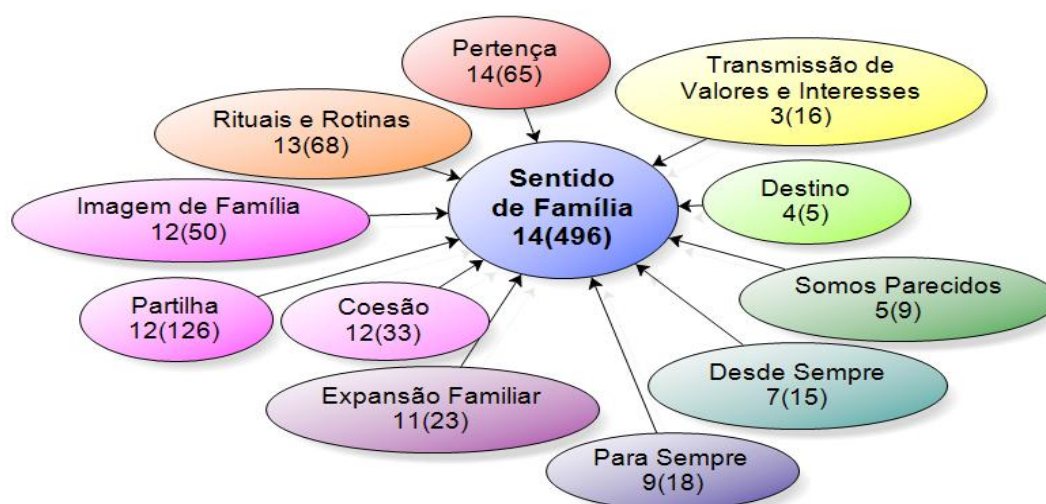 Pertença
14(65)
Transmissão de
Valores e Interesses
3(16)
Rituais e Rotinas
13(68)
Sentido
de Família
14(496)
Destino
4(5)
Imagem de Família
12(50)
Somos Parecidos
5(9)
Partilha
12(126)
Coesão
12(33)
Desde Sempre
7(15)
Expansão Familiar
11(23)
Para Sempre
9(18)